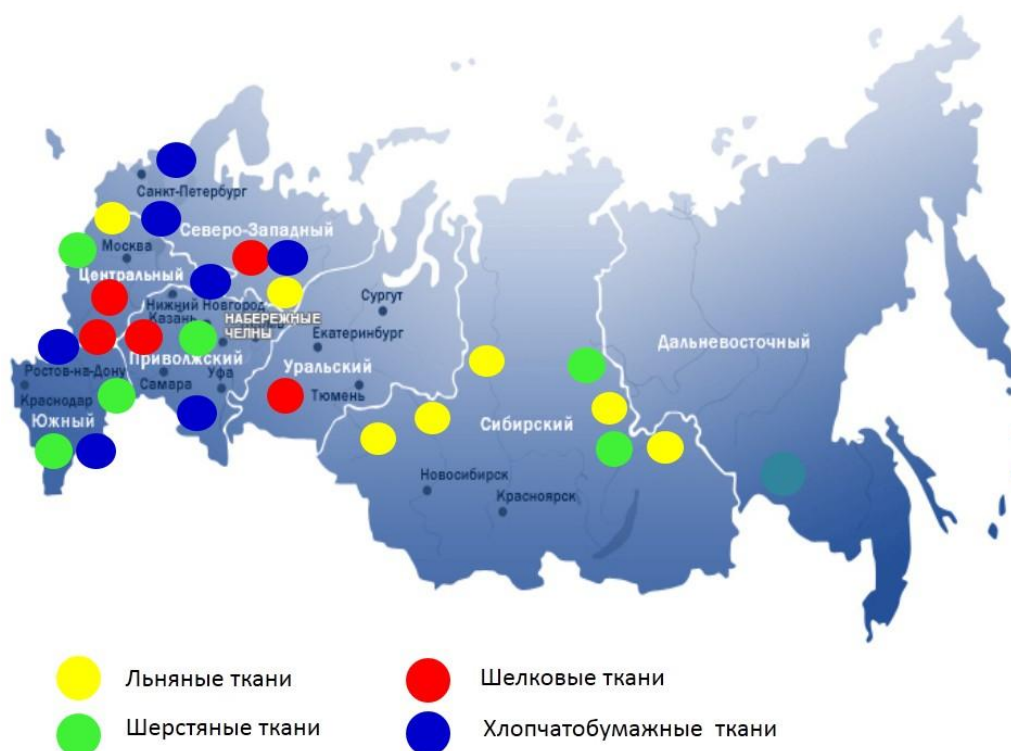 Санкт-Петербург
Северо-Западный
Москва
Центральный
Сургут
Нижний Новгород
Казань
НАБЕРЕЖНЫЕ
ЧЕЛНЫ
Екатеринбург
Дальневосточный
Приволжский
Уральский
Ростов-на-Дону
Самара
Уфа
Тюмень
Краснодар
Южный
Сибирский
Новосибирск
Красноярск
Льняные ткани
Шелковые ткани
Шерстяные ткани
Хлопчатобумажные ткани